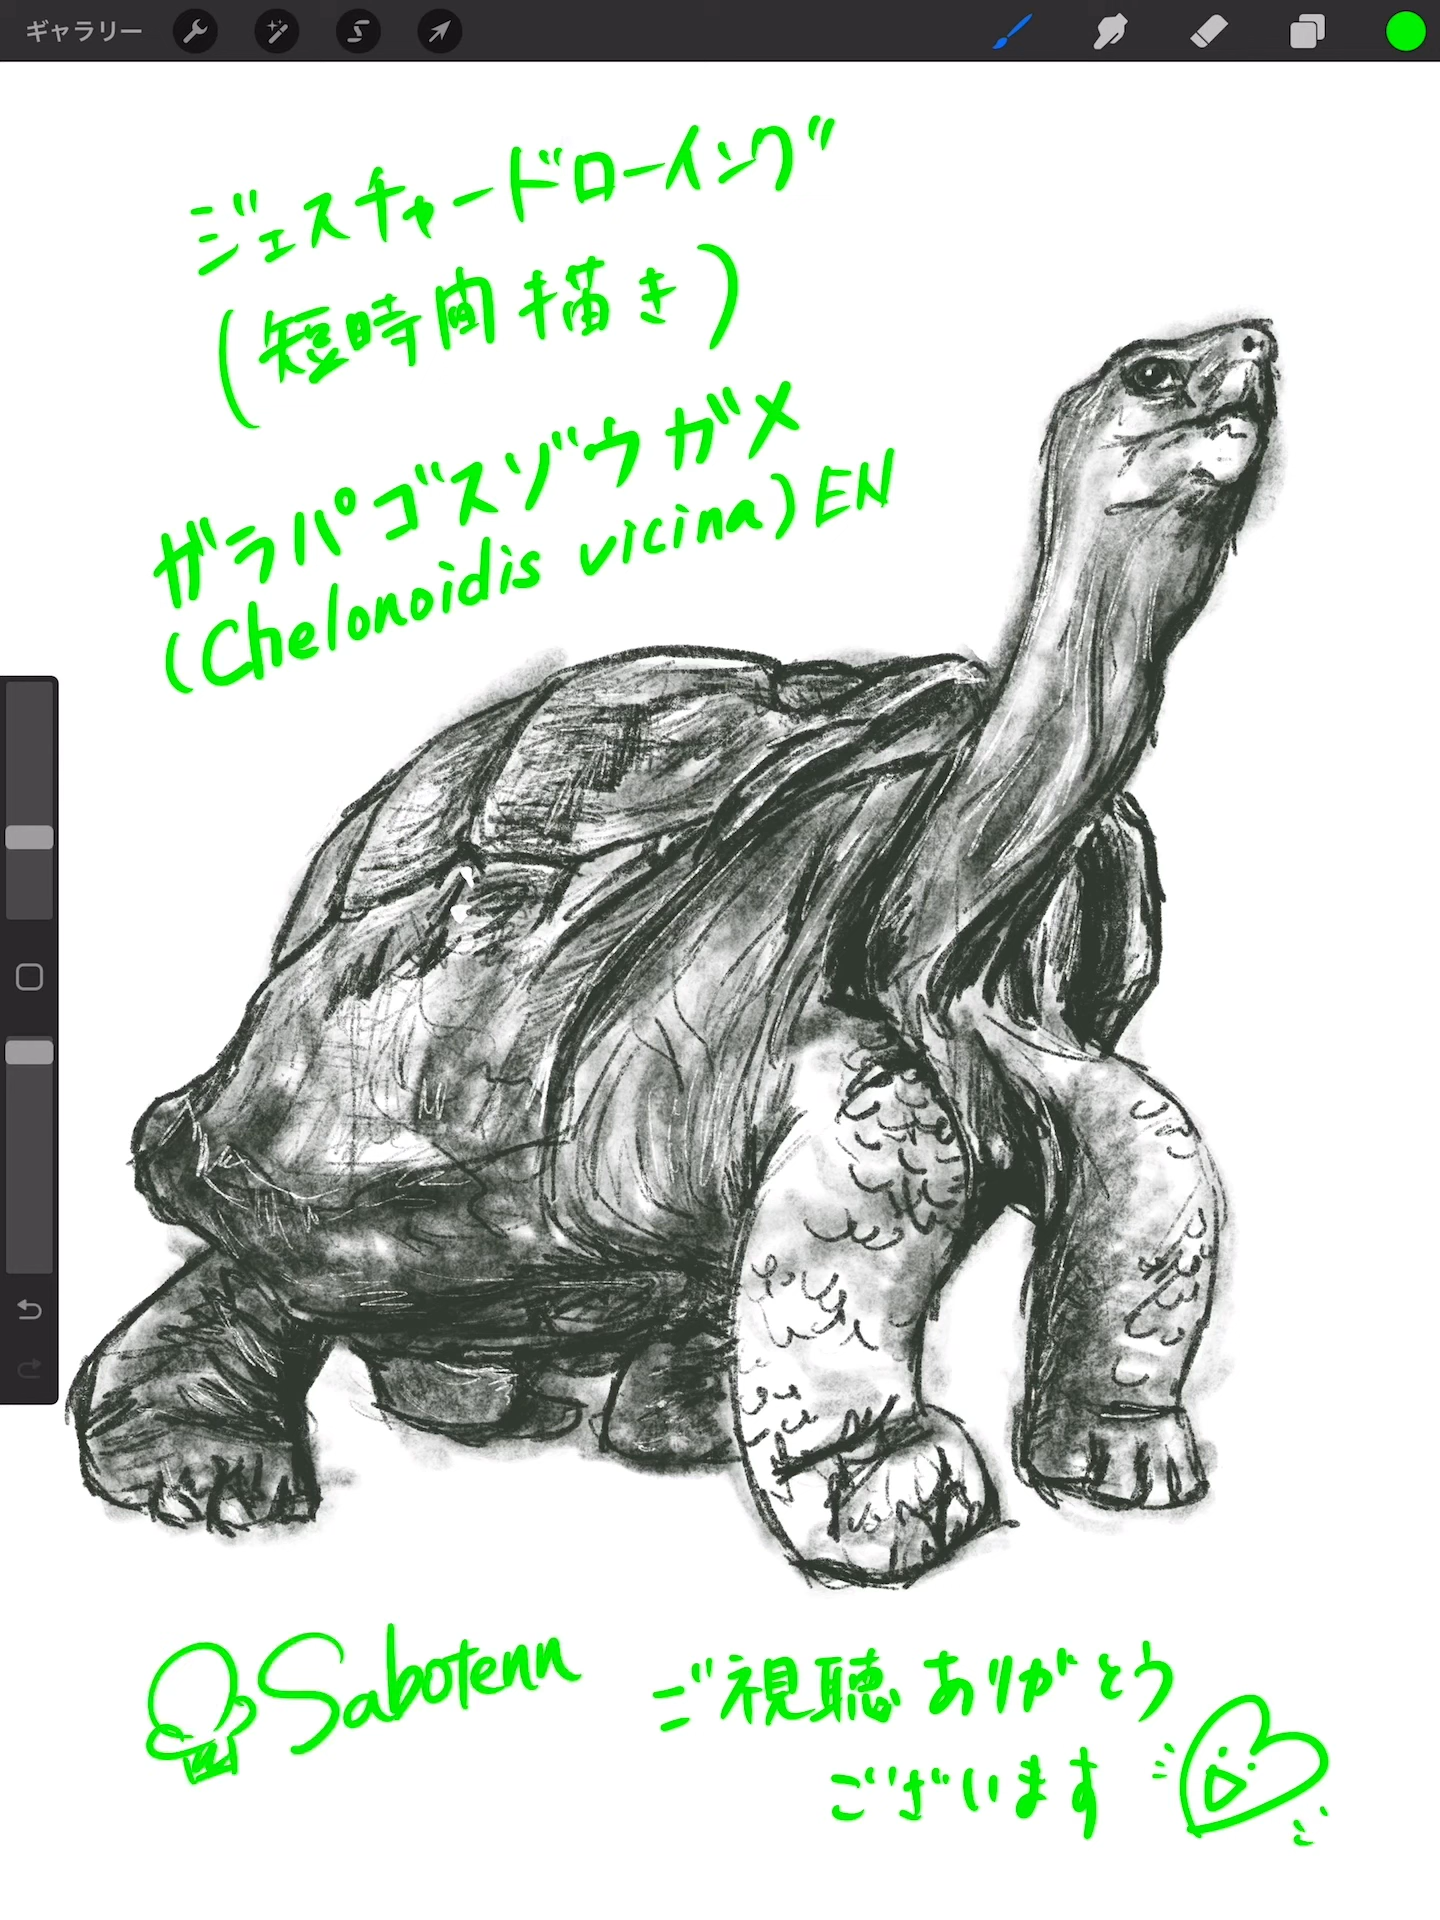 ギャラリー
ジェスチャードローイング
(短時間描き)
ガラパゴスゾウガメ
(Chelonoidis vicina) EN
Sabotenn
ご視聴ありがとう
ございます